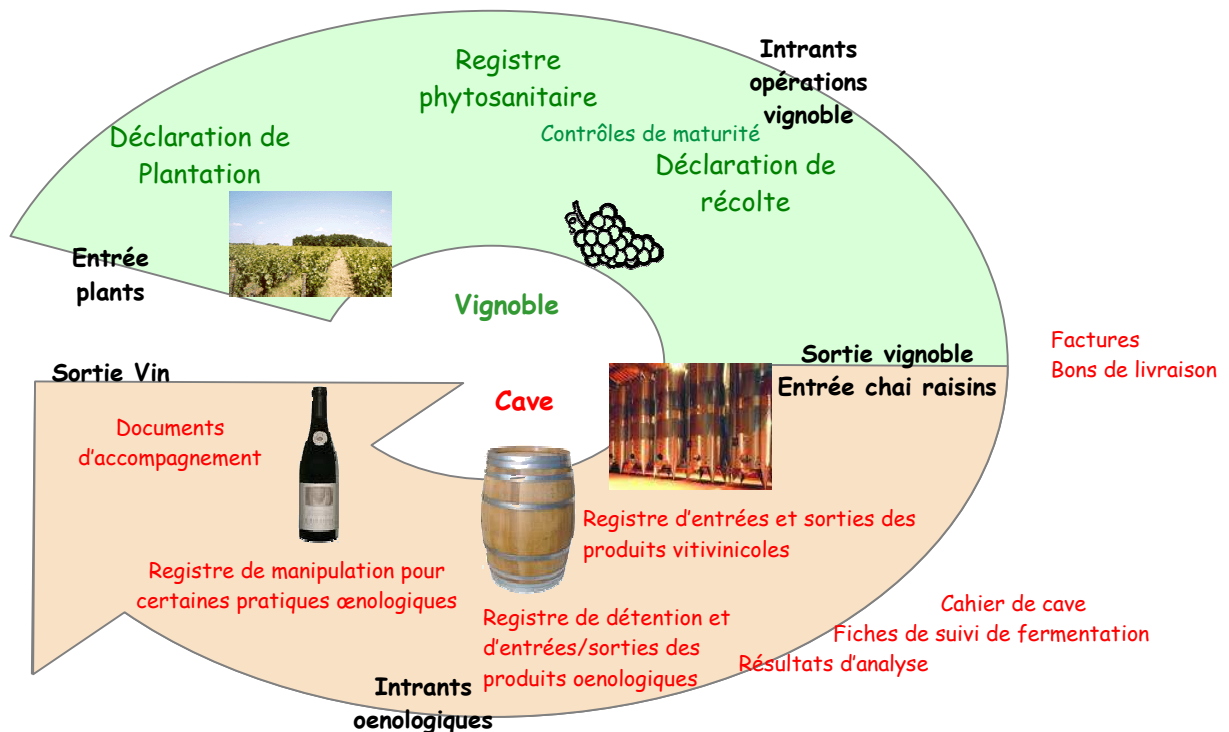 Intrants
opérations
vignoble
Registre
phytosanitaire
Contrôles de maturité
Déclaration de
Plantation
Déclaration de
récolte
Entrée
plants
Vignoble
Sortie vignoble
Entrée chai raisins
Factures
Bons de livraison
Sortie Vin
Cave
Documents
d’accompagnement
Registre d’entrées et sorties des
produits vitivinicoles
Registre de manipulation pour
certaines pratiques œnologiques
Registre de détention et
d’entrées/sorties des
produits oenologiques
Cahier de cave
Fiches de suivi de fermentation
Résultats d’analyse
Intrants
oenologiques